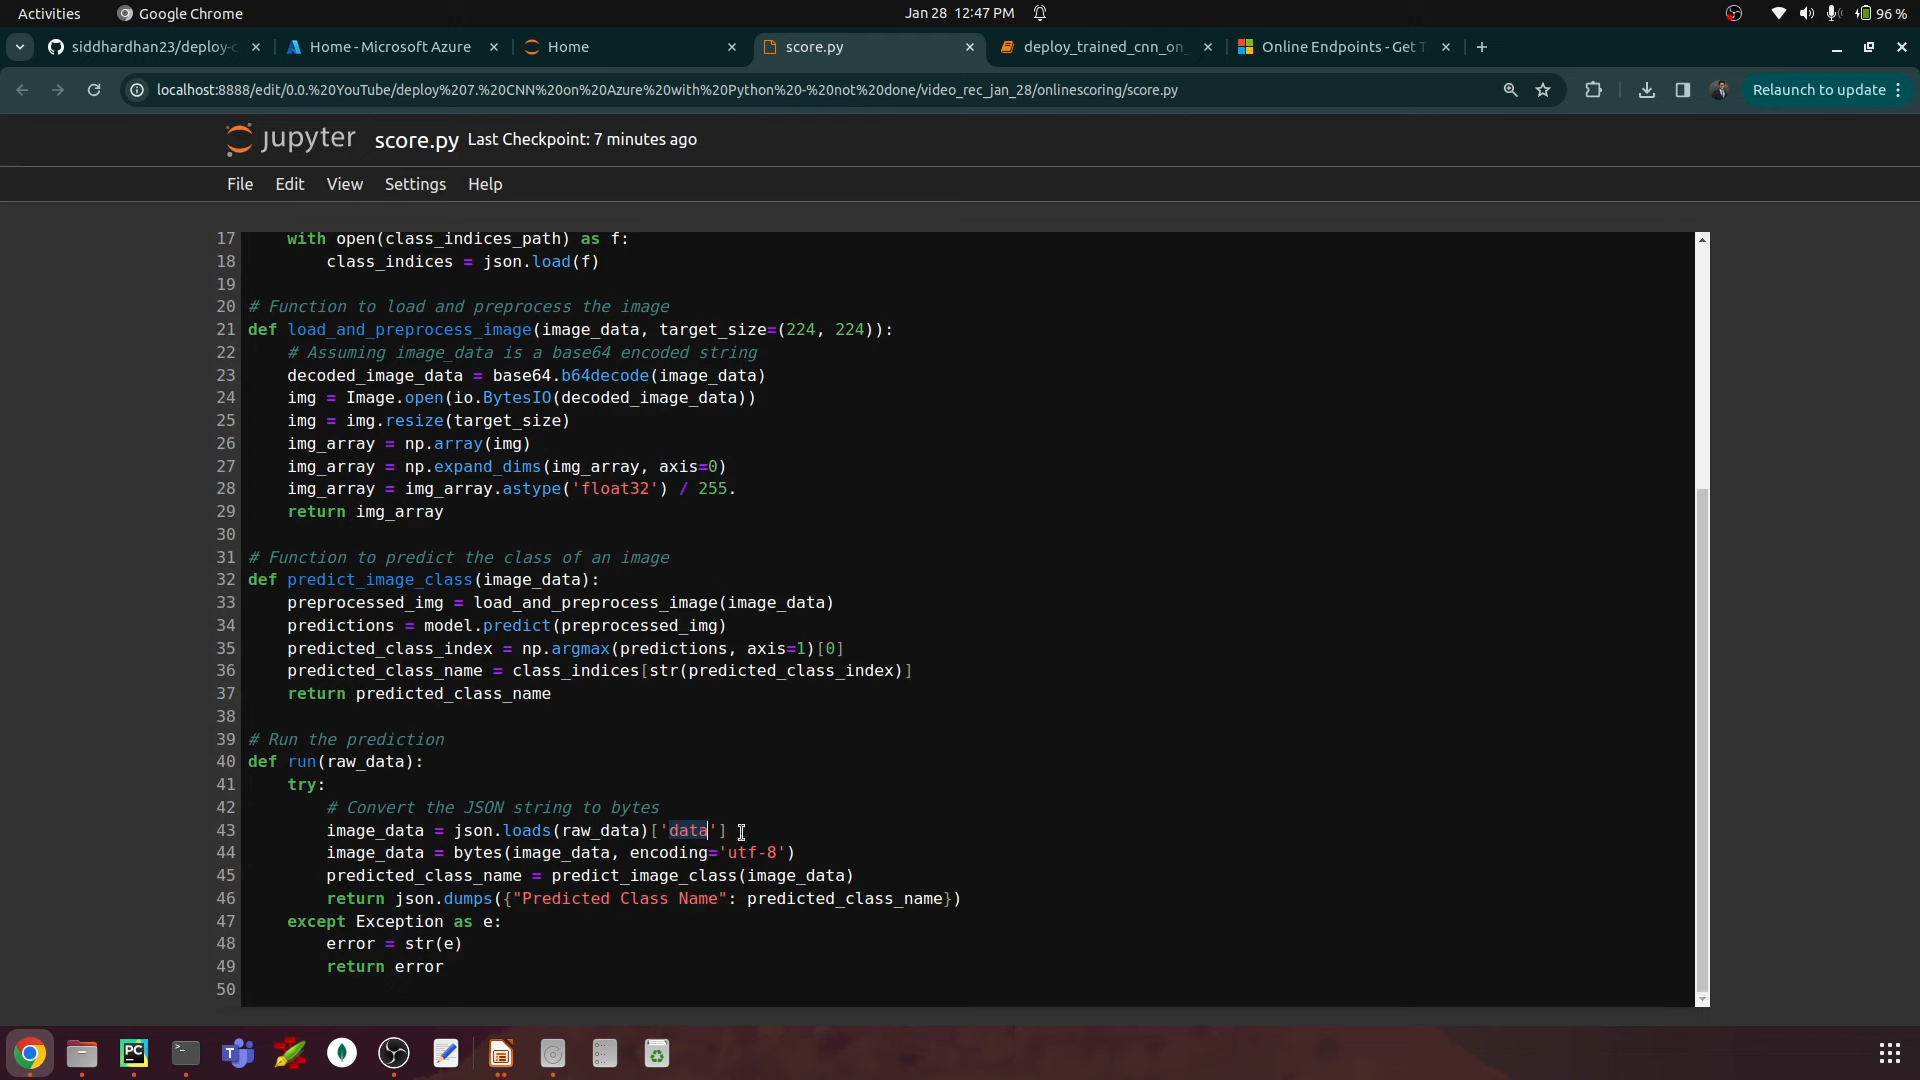 Activities
Google Chrome
Jan 28 12:47 PM
96 %
siddhardhan23/deploy-c
Home - Microsoft Azure
Home
score.py
deploy_trained_cnn_on_
Online Endpoints - Get T
localhost:8888/edit/0.0.%20YouTube/deploy%207.%20CNN%20on%20Azure%20with%20Python%20-%20not%20done/video_rec_jan_28/onlinescoring/score.py
Relaunch to update
jupyter score.py Last Checkpoint: 7 minutes ago
File Edit View Settings Help
17     with open(class_indices_path) as f:
18         class_indices = json.load(f)
19
20 # Function to load and preprocess the image
21 def load_and_preprocess_image(image_data, target_size=(224, 224)):
22     # Assuming image_data is a base64 encoded string
23     decoded_image_data = base64.b64decode(image_data)
24     img = Image.open(io.BytesIO(decoded_image_data))
25     img = img.resize(target_size)
26     img_array = np.array(img)
27     img_array = np.expand_dims(img_array, axis=0)
28     img_array = img_array.astype('float32') / 255.
29     return img_array
30
31 # Function to predict the class of an image
32 def predict_image_class(image_data):
33     preprocessed_img = load_and_preprocess_image(image_data)
34     predictions = model.predict(preprocessed_img)
35     predicted_class_index = np.argmax(predictions, axis=1)[0]
36     predicted_class_name = class_indices[str(predicted_class_index)]
37     return predicted_class_name
38
39 # Run the prediction
40 def run(raw_data):
41     try:
42         # Convert the JSON string to bytes
43         image_data = json.loads(raw_data)['data']
44         image_data = bytes(image_data, encoding='utf-8')
45         predicted_class_name = predict_image_class(image_data)
46         return json.dumps({"Predicted Class Name": predicted_class_name})
47     except Exception as e:
48         error = str(e)
49         return error
50